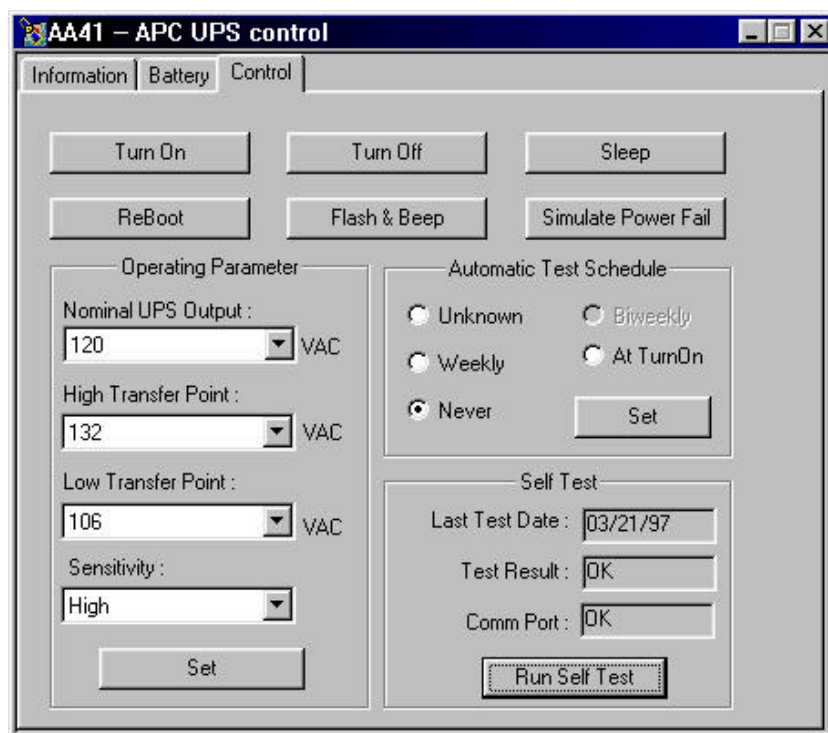 AA41 – APC UPS control
Information Battery Control
Turn On Turn Off Sleep
ReBoot Flash & Beep Simulate Power Fail
Operating Parameter
Nominal UPS Output :
120 VAC
High Transfer Point :
132 VAC
Low Transfer Point :
106 VAC
Sensitivity :
High
Set
Automatic Test Schedule
Unknown Biweekly
Weekly At TurnOn
Never Set
Self Test
Last Test Date : 03/21/97
Test Result : OK
Comm Port : OK
Run Self Test